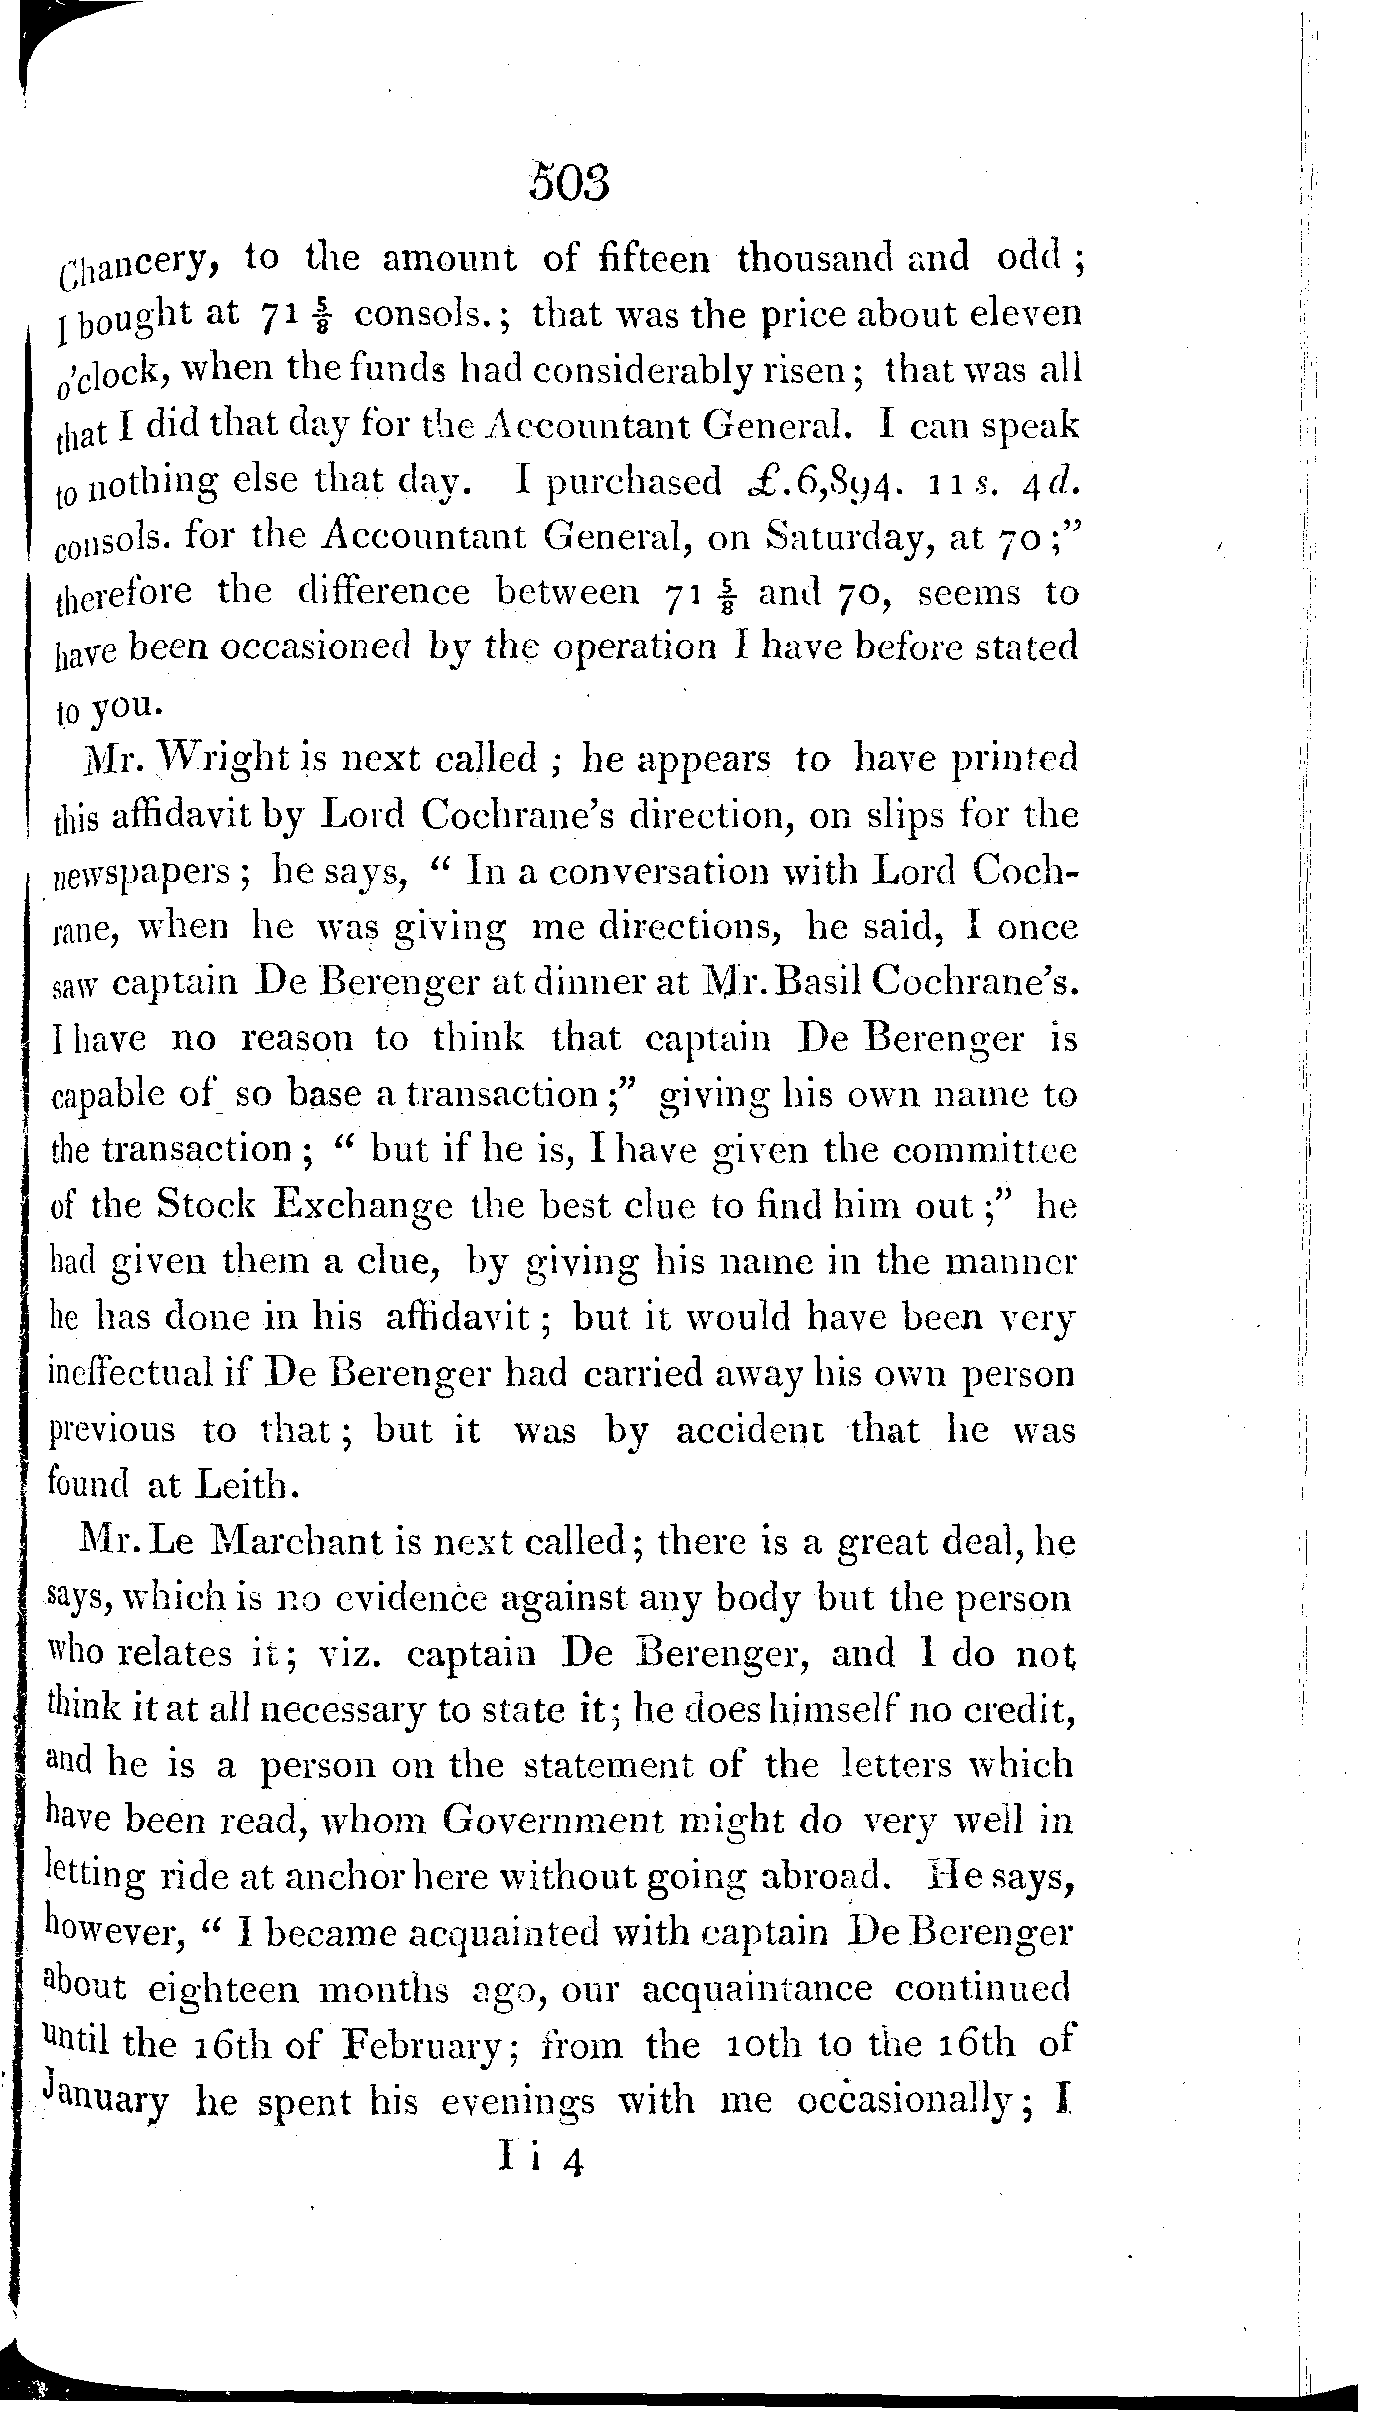 503
Chancery, to the amount of fifteen thousand and odd ;
I bought at 71 5/8 consols. ; that was the price about eleven
o'clock, when the funds had considerably risen ; that was all
that I did that day for the Accountant General. I can speak
to nothing else that day. I purchased £.6,894. 11 s. 4 d.
consols. for the Accountant General, on Saturday, at 70 ;”
therefore the difference between 71 5/8 and 70, seems to
have been occasioned by the operation I have before stated
to you.
Mr. Wright is next called ; he appears to have printed
this affidavit by Lord Cochrane's direction, on slips for the
newspapers ; he says, “ In a conversation with Lord Coch-
rane, when he was giving me directions, he said, I once
saw captain De Berenger at dinner at Mr. Basil Cochrane's.
I have no reason to think that captain De Berenger is
capable of so base a transaction ;” giving his own name to
the transaction ; “ but if he is, I have given the committee
of the Stock Exchange the best clue to find him out ;” he
had given them a clue, by giving his name in the manner
he has done in his affidavit ; but it would have been very
ineffectual if De Berenger had carried away his own person
previous to that ; but it was by accident that he was
found at Leith.
Mr. Le Marchant is next called ; there is a great deal, he
says, which is no evidence against any body but the person
who relates it ; viz. captain De Berenger, and I do not
think it at all necessary to state it ; he does himself no credit,
and he is a person on the statement of the letters which
have been read, whom Government might do very well in
letting ride at anchor here without going abroad. He says,
however, “ I became acquainted with captain De Berenger
about eighteen months ago, our acquaintance continued
until the 16th of February ; from the 10th to the 16th of
January he spent his evenings with me occasionally ; I
I i 4